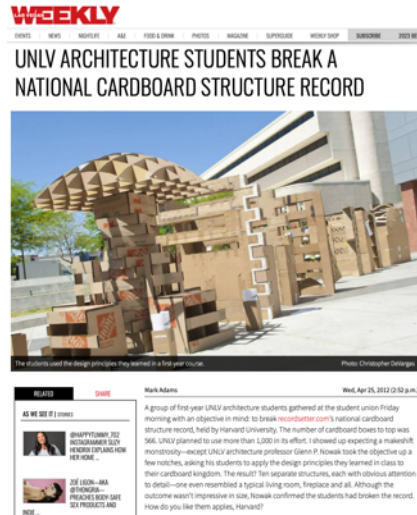 LAS VEGAS WEEKLY
EVENTS NEWS NIGHTLIFE A&E FOOD & DRINK PHOTOS MAGAZINE SUPERGUIDE WEEKLY SHOP SUBSCRIBE 2023 BE
UNLV ARCHITECTURE STUDENTS BREAK A
NATIONAL CARDBOARD STRUCTURE RECORD
The students used the design principles they learned in a first-year course. Photo: Christopher DeVargas
RELATED SHARE
AS WE SEE IT | STORIES
@HAPPYTUMMY_702
INSTAGRAMMER SUZY
HENDRIX EXPLAINS HOW
HER HOME ...
ZOË LIGON—AKA
@THONGRIA—
PREACHES BODY-SAFE
SEX PRODUCTS AND
INDIE ...
Mark Adams Wed, Apr 25, 2012 (2:52 p.m.)
A group of first-year UNLV architecture students gathered at the student union Friday
morning with an objective in mind: to break recordsetter.com's national cardboard
structure record, held by Harvard University. The number of cardboard boxes to top was
566. UNLV planned to use more than 1,000 in its effort. I showed up expecting a makeshift
monstrosity—except UNLV architecture professor Glenn P. Nowak took the objective up a
few notches, asking his students to apply the design principles they learned in class to
their cardboard kingdom. The result? Ten separate structures, each with obvious attention
to detail—one even resembled a typical living room, fireplace and all. Although the
outcome wasn't impressive in size, Nowak confirmed the students had broken the record.
How do you like them apples, Harvard?